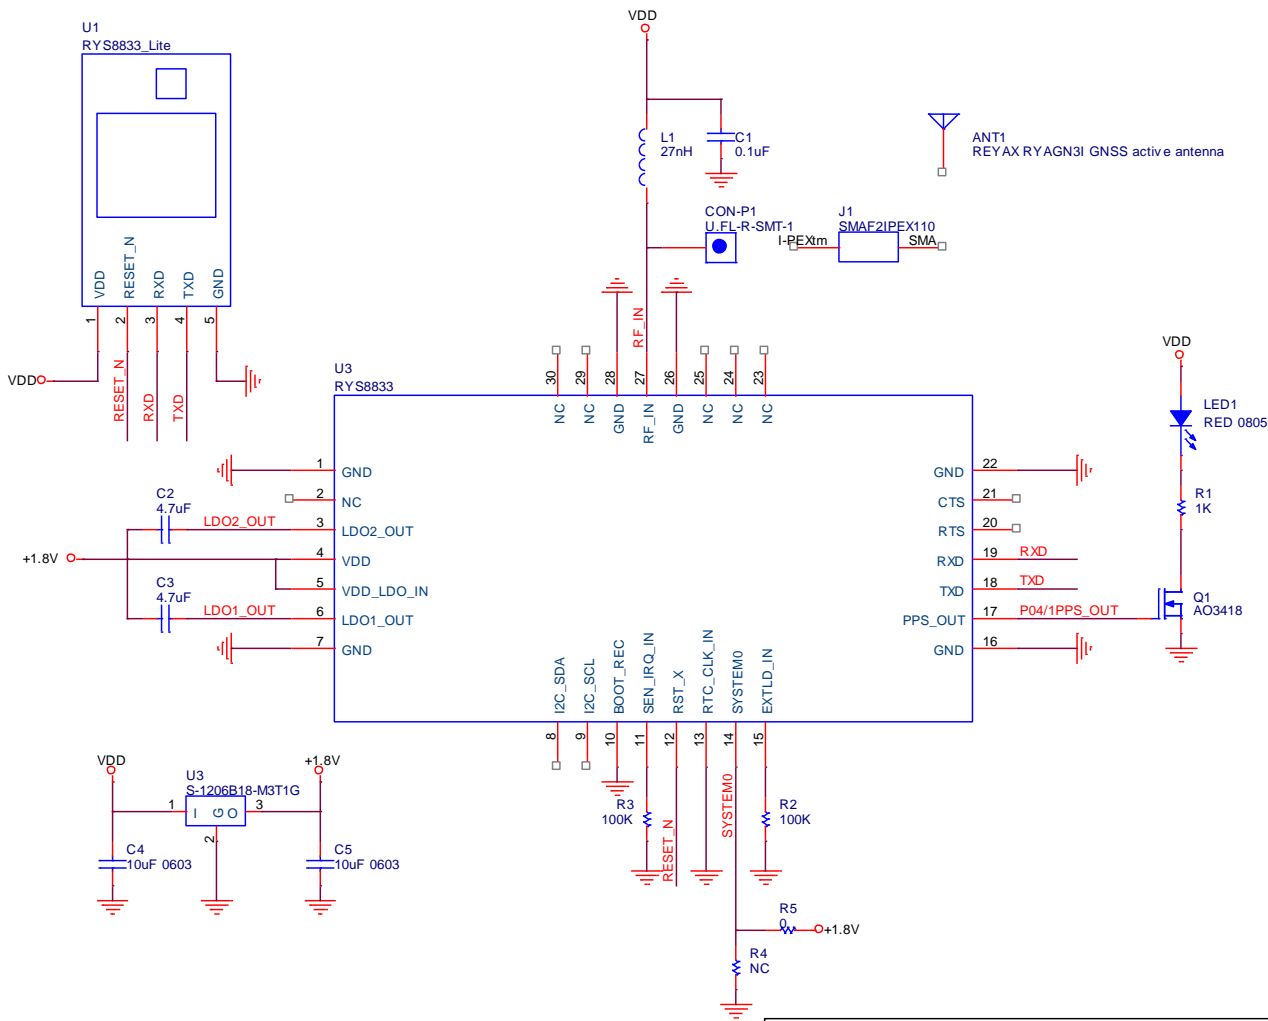 U1
RYS8833_Lite
VDD
RESET_N
RXD
TXD
GND
1
2
3
4
5
VDD
RESET_N
RXD
TXD
VDD
L1
27nH
C1
0.1uF
ANT1
REYAX RYAGN3I GNSS active antenna
CON-P1
U.FL-R-SMT-1
I-PEXtm
J1
SMAF2IPEX110
SMA
RF_IN
U3
RYS8833
30
29
28
27
26
25
24
23
NC
NC
GND
RF_IN
GND
NC
NC
NC
1
GND
2
NC
C2
4.7uF
LDO2_OUT
3
LDO2_OUT
+1.8V
4
VDD
5
VDD_LDO_IN
C3
4.7uF
LDO1_OUT
6
LDO1_OUT
7
GND
GND
22
CTS
21
RTS
20
RXD
19
RXD
TXD
18
TXD
PPS_OUT
17
P04/1PPS_OUT
GND
16
VDD
LED1
RED 0805
R1
1K
Q1
AO3418
I2C_SDA
I2C_SCL
BOOT_REC
SEN_IRQ_IN
RST_X
RTC_CLK_IN
SYSTEM0
EXTLD_IN
8
9
10
11
12
13
14
15
R3
100K
RESET_N
SYSTEM0
R2
100K
R5
0
+1.8V
R4
NC
VDD
+1.8V
U3
S-1206B18-M3T1G
1
I
G
O
3
2
C4
10uF 0603
C5
10uF 0603